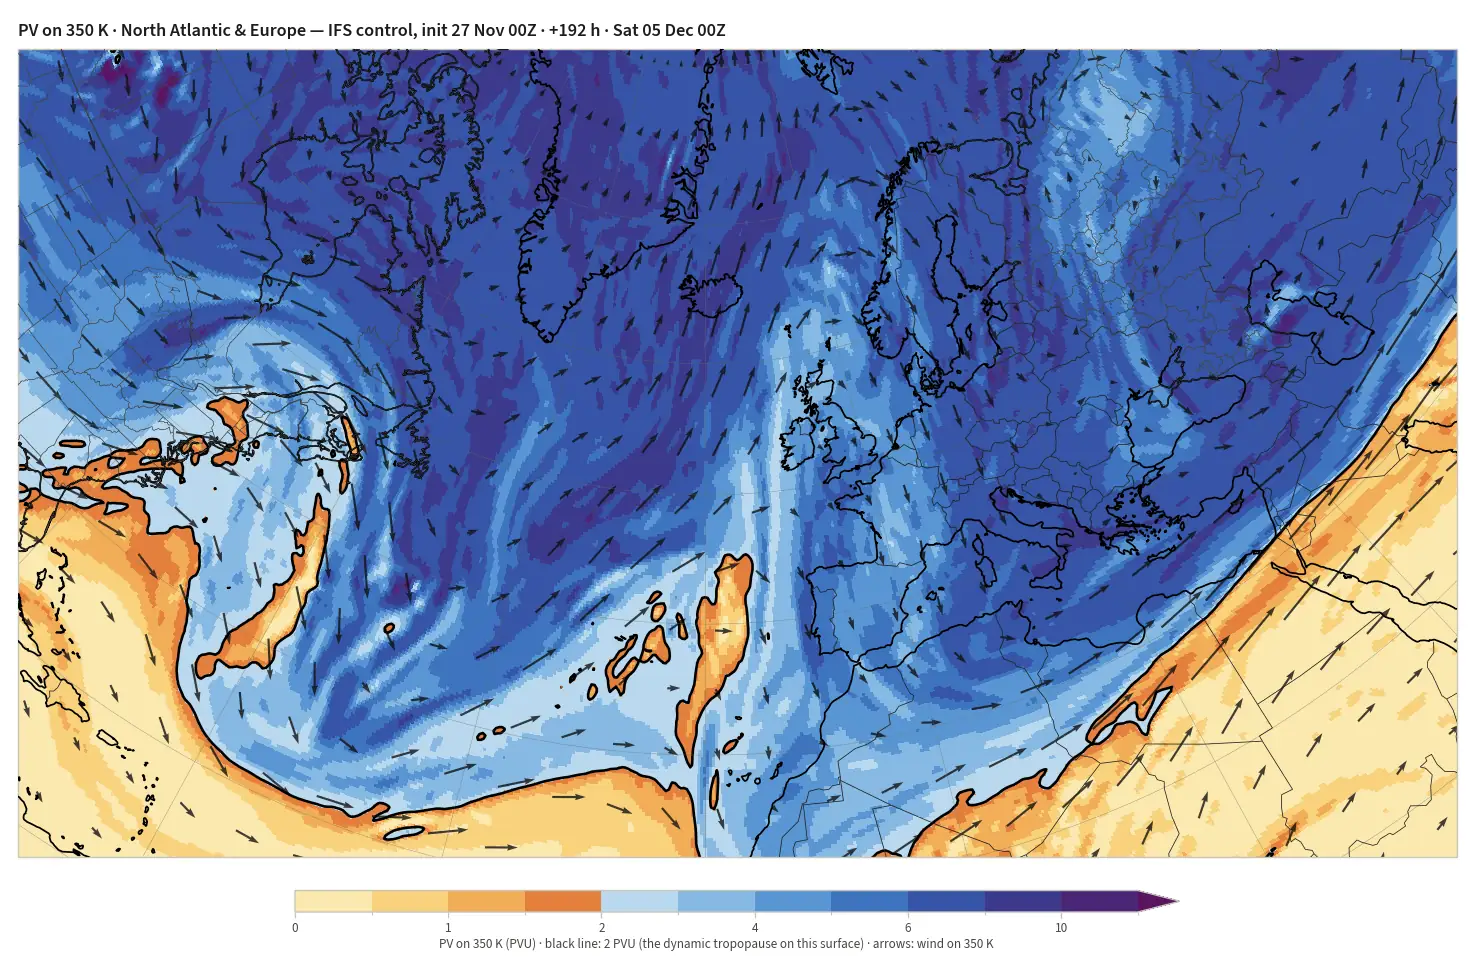 PV on 350 K · North Atlantic & Europe — IFS control, init 27 Nov 00Z · +192 h · Sat 05 Dec 00Z
0 1 2 4 6 10
PV on 350 K (PVU) · black line: 2 PVU (the dynamic tropopause on this surface) · arrows: wind on 350 K